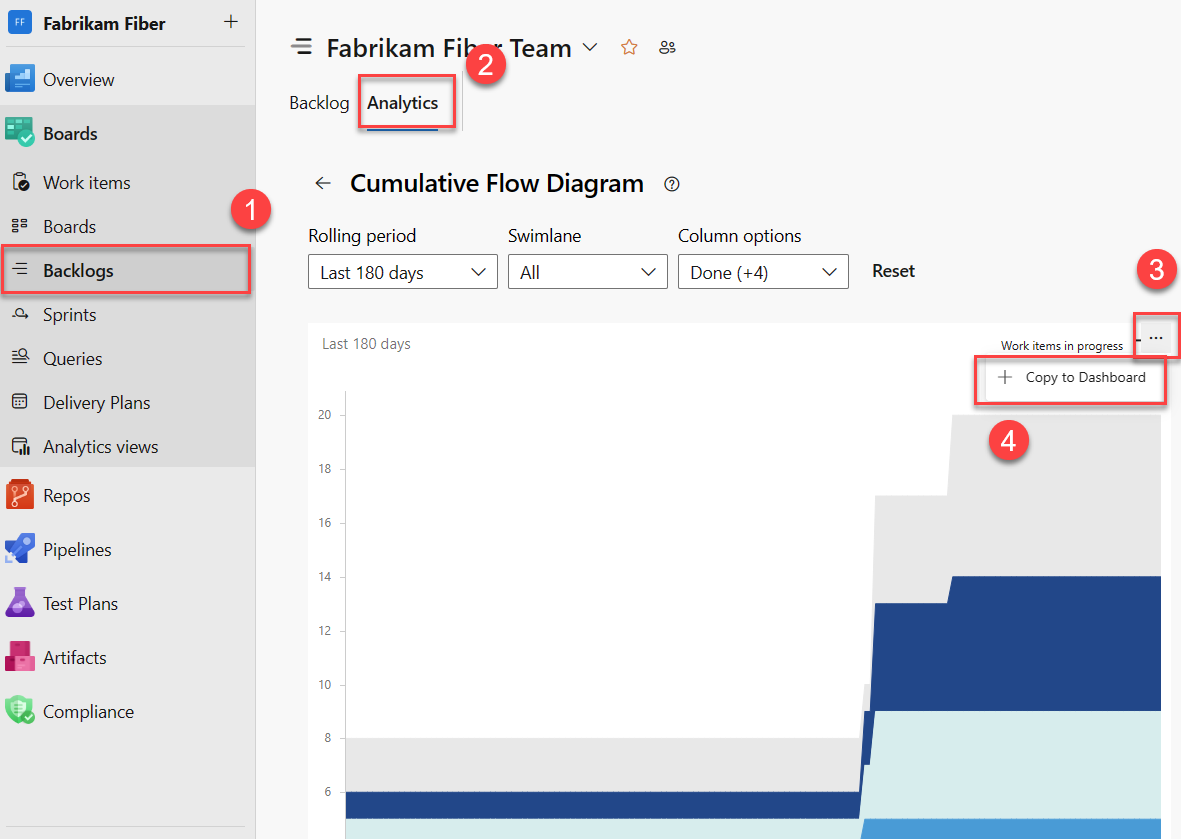 FF Fabrikam Fiber +
Overview
Boards
Work items
Boards
Backlogs
Sprints
Queries
Delivery Plans
Analytics views
Repos
Pipelines
Test Plans
Artifacts
Compliance
1
Fabrikam Fiber Team
2
Backlog Analytics
Cumulative Flow Diagram
Rolling period Swimlane Column options
Last 180 days All Done (+4) Reset
3
Last 180 days
Work items in progress ...
+ Copy to Dashboard
4
20
18
16
14
12
10
8
6